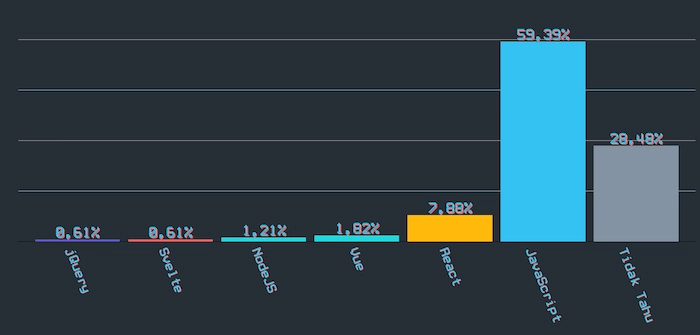 59,39%
28,48%
7,88%
0,61%
0,61%
1,21%
1,82%
jQuery
Svelte
NodeJS
Vue
React
JavaScript
Tidak Tahu